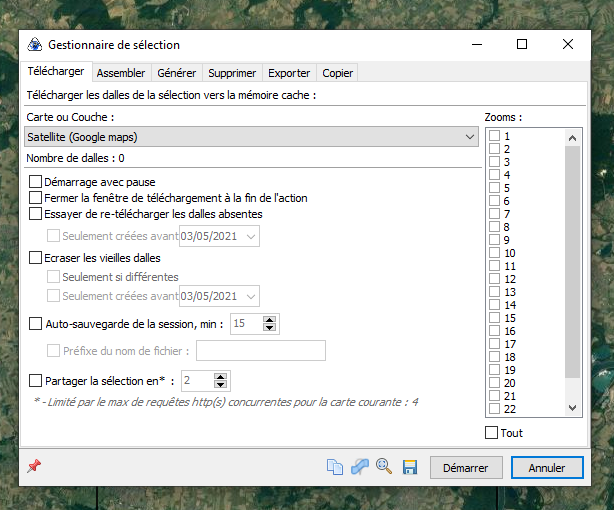 Gestionnaire de sélection
Télécharger Assembler Générer Supprimer Exporter Copier
Télécharger les dalles de la sélection vers la mémoire cache :
Carte ou Couche :
Satellite (Google maps)
Nombre de dalles : 0
Démarrage avec pause
Fermer la fenêtre de téléchargement à la fin de l'action
Essayer de re-télécharger les dalles absentes
Seulement créées avant 03/05/2021
Ecraser les vieilles dalles
Seulement si différentes
Seulement créées avant 03/05/2021
Auto-sauvegarde de la session, min : 15
Préfixe du nom de fichier :
Partager la sélection en* : 2
* - Limité par le max de requêtes http(s) concurrentes pour la carte courante : 4
Zooms :
1
2
3
4
5
6
7
8
9
10
11
12
13
14
15
16
17
18
19
20
21
22
Tout
Démarrer Annuler